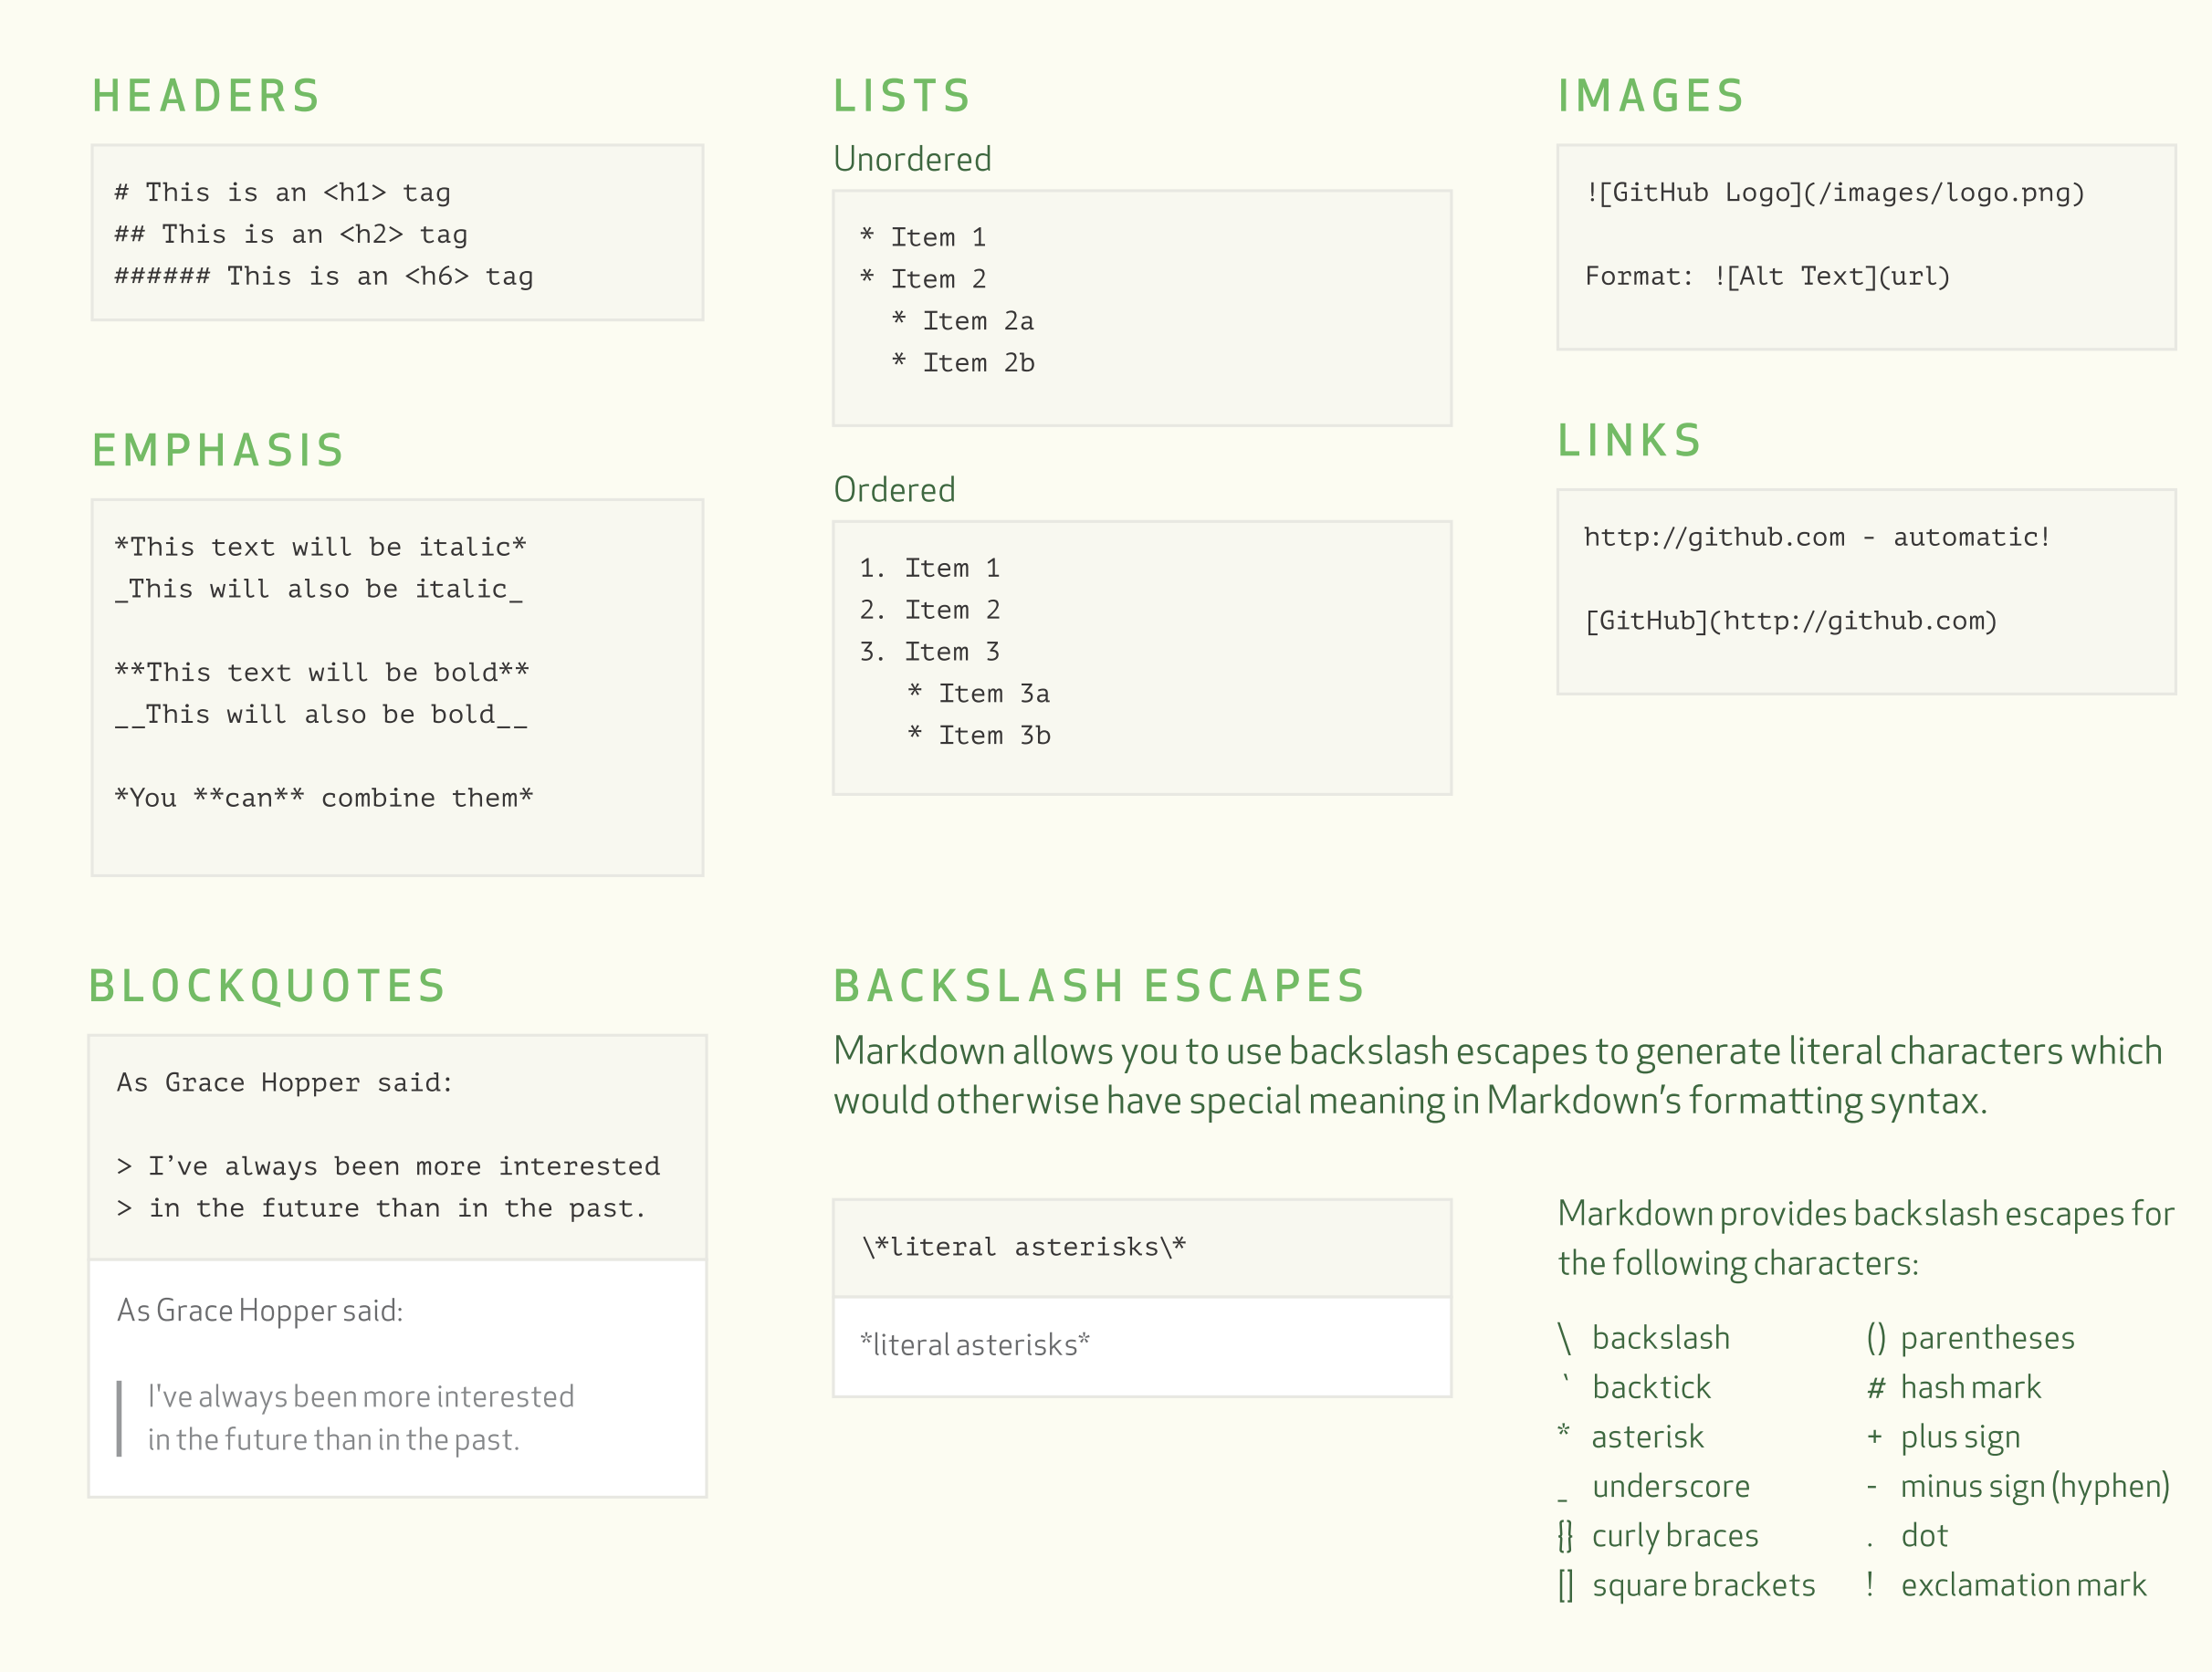 HEADERS
# This is an <h1> tag
## This is an <h2> tag
###### This is an <h6> tag
EMPHASIS
*This text will be italic*
_This will also be italic_
**This text will be bold**
__This will also be bold__
*You **can** combine them*
LISTS
Unordered
* Item 1
* Item 2
  * Item 2a
  * Item 2b
Ordered
1. Item 1
2. Item 2
3. Item 3
   * Item 3a
   * Item 3b
IMAGES
![GitHub Logo](/images/logo.png)
Format: ![Alt Text](url)
LINKS
http://github.com - automatic!
[GitHub](http://github.com)
BLOCKQUOTES
As Grace Hopper said:
> I’ve always been more interested
> in the future than in the past.
As Grace Hopper said:
I've always been more interested
in the future than in the past.
BACKSLASH ESCAPES
Markdown allows you to use backslash escapes to generate literal characters which
would otherwise have special meaning in Markdown’s formatting syntax.
\*literal asterisks\*
*literal asterisks*
Markdown provides backslash escapes for
the following characters:
\ backslash
` backtick
* asterisk
_ underscore
{} curly braces
[] square brackets
() parentheses
# hash mark
+ plus sign
- minus sign (hyphen)
. dot
! exclamation mark